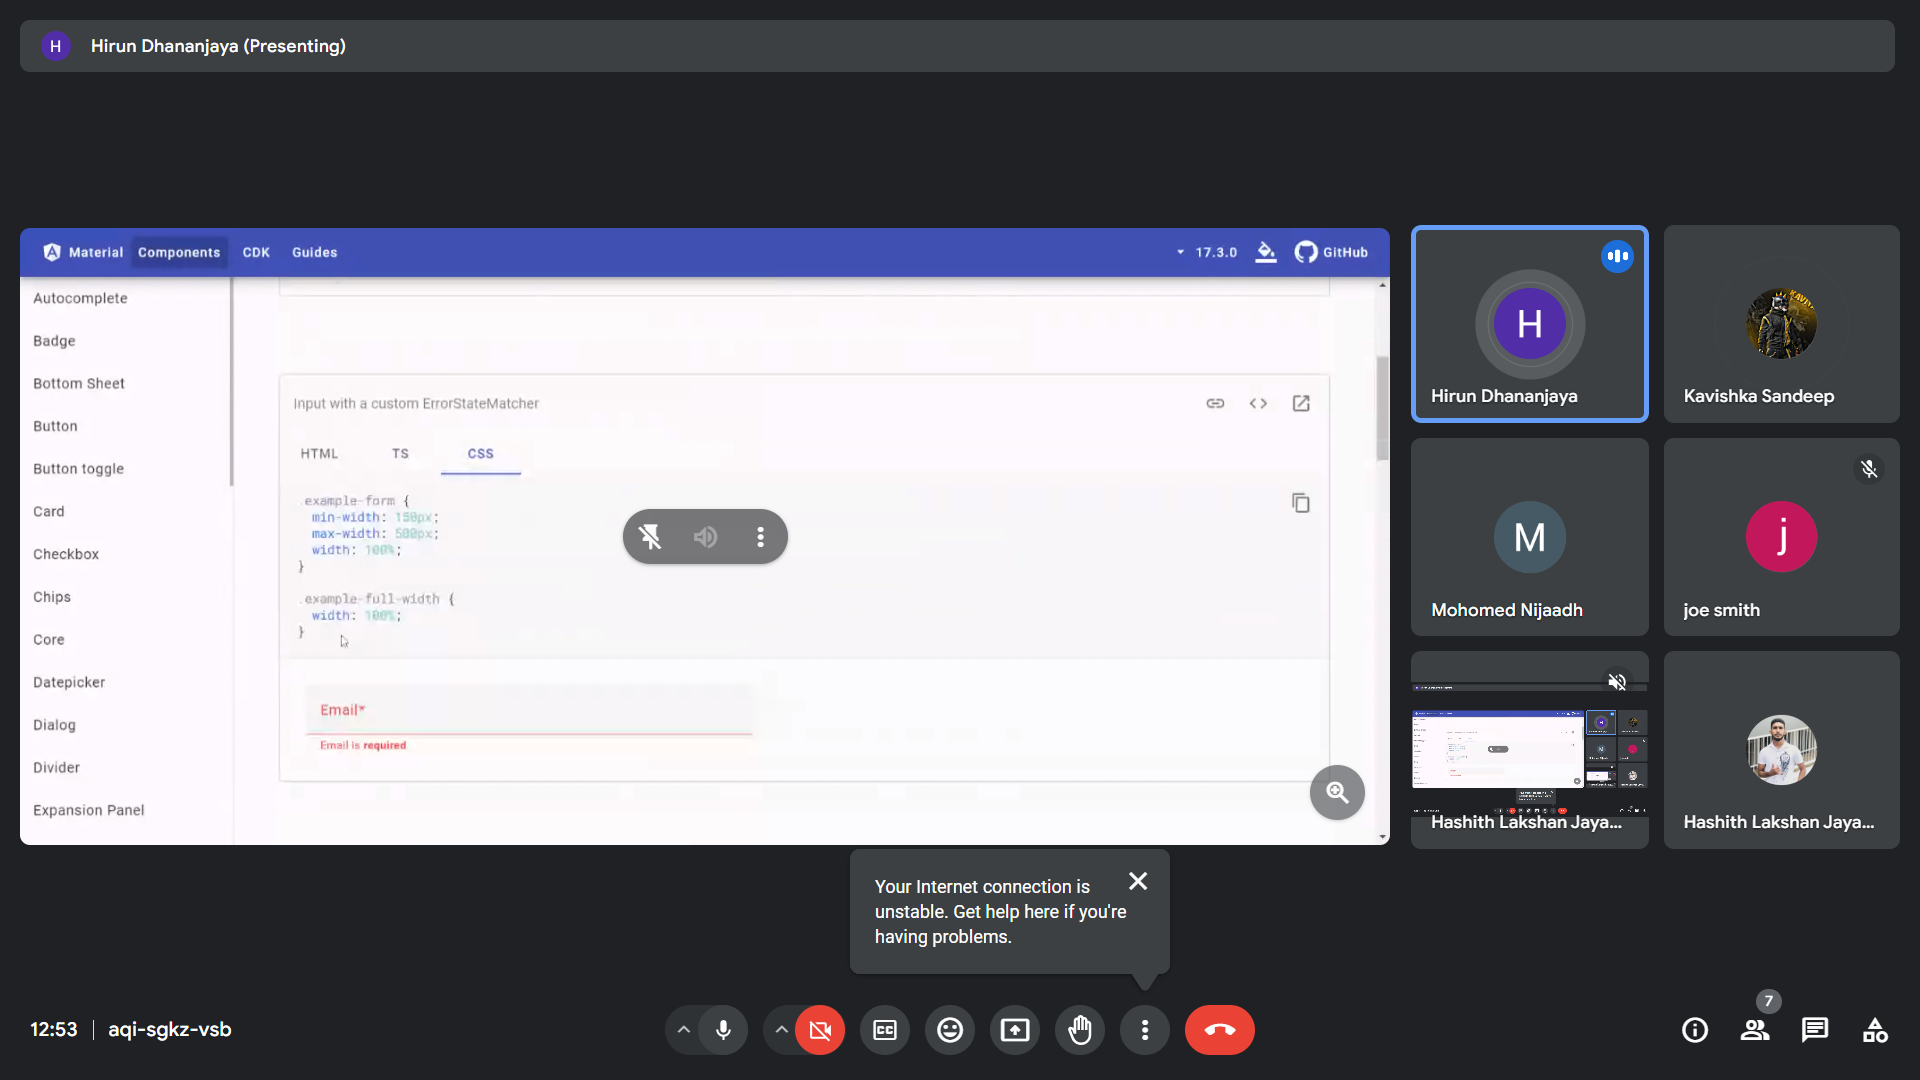 H Hirun Dhananjaya (Presenting)
Material Components CDK Guides 17.3.0 GitHub
Autocomplete
Badge
Bottom Sheet
Button
Button toggle
Card
Checkbox
Chips
Core
Datepicker
Dialog
Divider
Expansion Panel
Input with a custom ErrorStateMatcher
HTML TS CSS
.example-form {
min-width: 150px;
max-width: 500px;
width: 100%;
}
.example-full-width {
width: 100%;
}
Email*
Email is required
H
Hirun Dhananjaya
KAVI
Kavishka Sandeep
M
Mohomed Nijaadh
j
joe smith
Hashith Lakshan Jaya...
Hashith Lakshan Jaya...
Your Internet connection is
unstable. Get help here if you're
having problems.
12:53 aqi-sgkz-vsb
CC
7